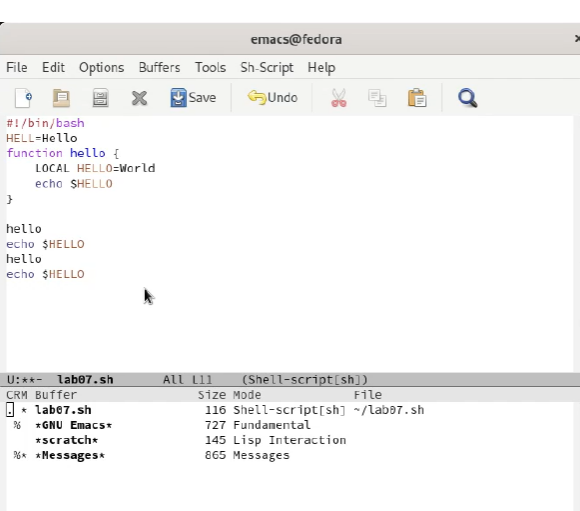 emacs@fedora ×
File Edit Options Buffers Tools Sh-Script Help
Save Undo
#!/bin/bash
HELL=Hello
function hello {
    LOCAL HELLO=World
    echo $HELLO
}
hello
echo $HELLO
hello
echo $HELLO
U:**- lab07.sh All L11 (Shell-script[sh])
CRM Buffer Size Mode File
. * lab07.sh 116 Shell-script[sh] ~/lab07.sh
% *GNU Emacs* 727 Fundamental
*scratch* 145 Lisp Interaction
%* *Messages* 865 Messages